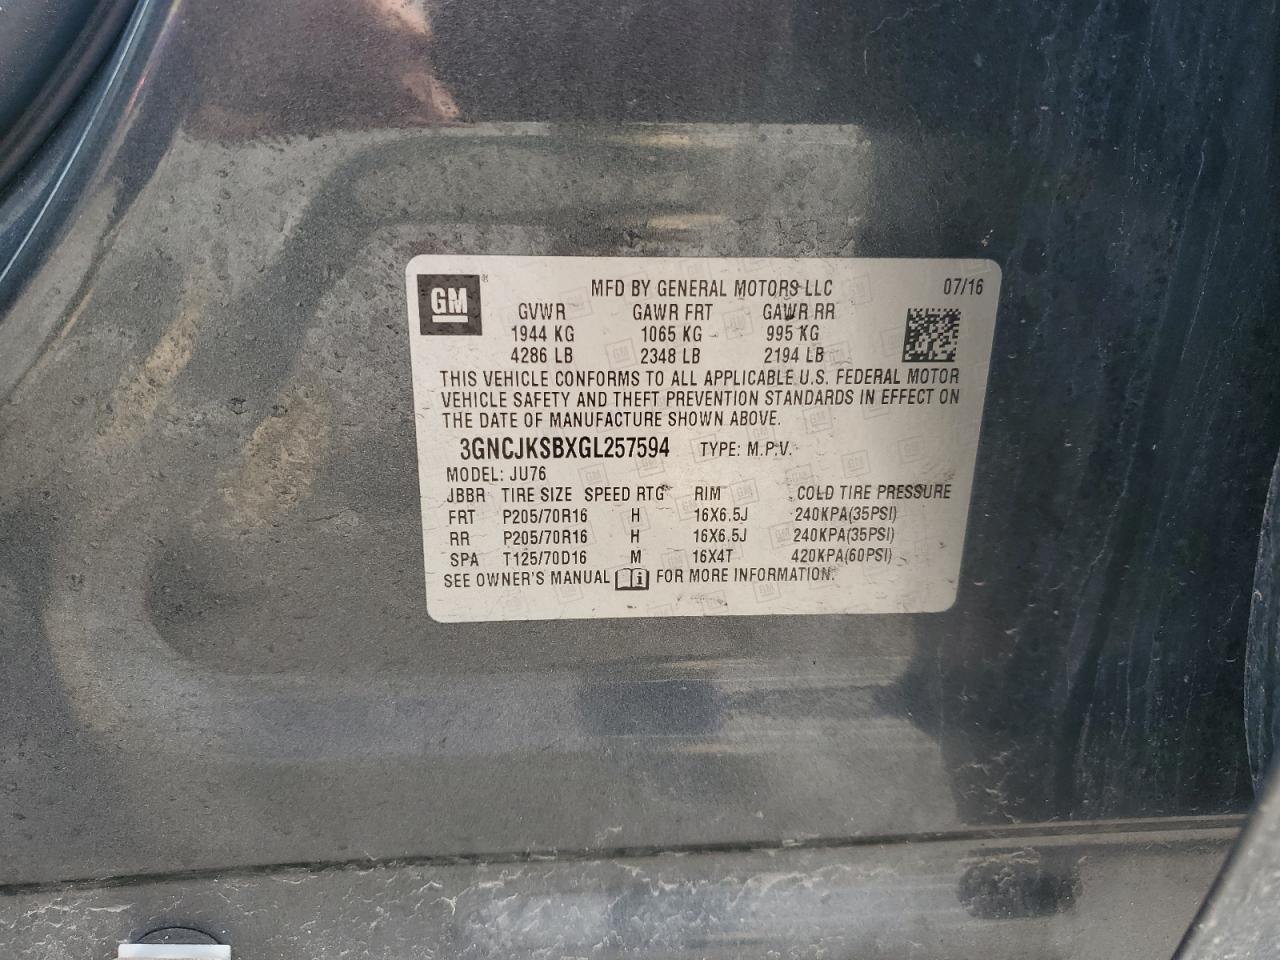 GM
MFD BY GENERAL MOTORS LLC 07/16
GVWR GAWR FRT GAWR RR
1944 KG 1065 KG 995 KG
4286 LB 2348 LB 2194 LB
THIS VEHICLE CONFORMS TO ALL APPLICABLE U.S. FEDERAL MOTOR
VEHICLE SAFETY AND THEFT PREVENTION STANDARDS IN EFFECT ON
THE DATE OF MANUFACTURE SHOWN ABOVE.
3GNCJKSBXGL257594 TYPE: M.P.V.
MODEL: JU76
JBBR TIRE SIZE SPEED RTG RIM COLD TIRE PRESSURE
FRT P205/70R16 H 16X6.5J 240KPA(35PSI)
RR P205/70R16 H 16X6.5J 240KPA(35PSI)
SPA T125/70D16 M 16X4T 420KPA(60PSI)
SEE OWNER'S MANUAL FOR MORE INFORMATION.